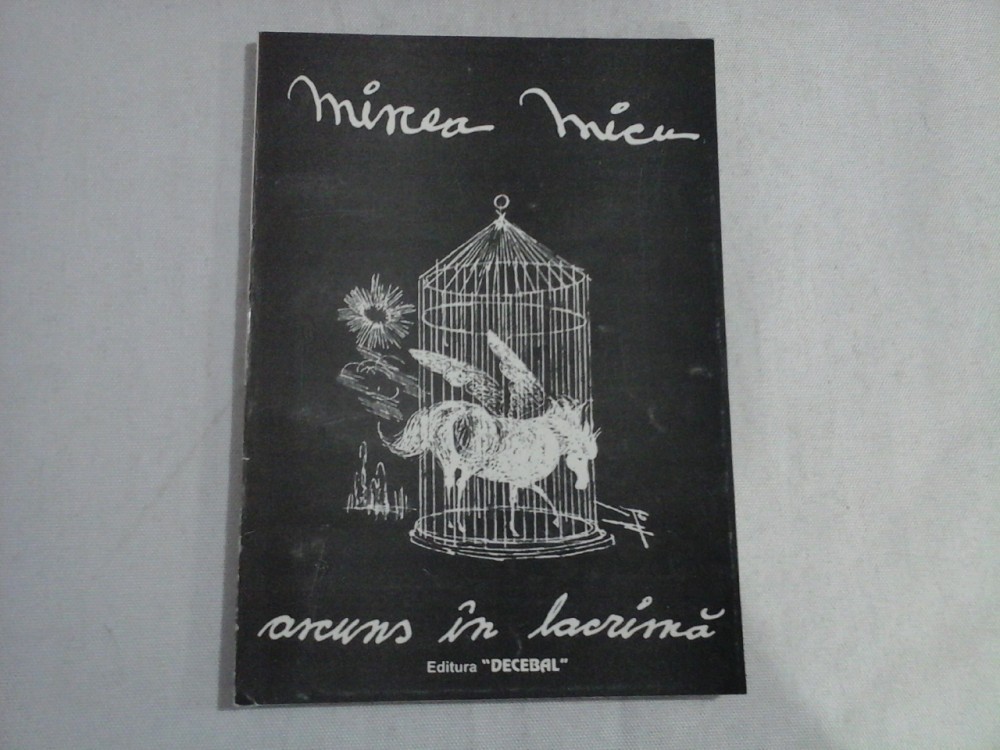 Mircea Micu
ascuns în lacrimă
Editura "DECEBAL"